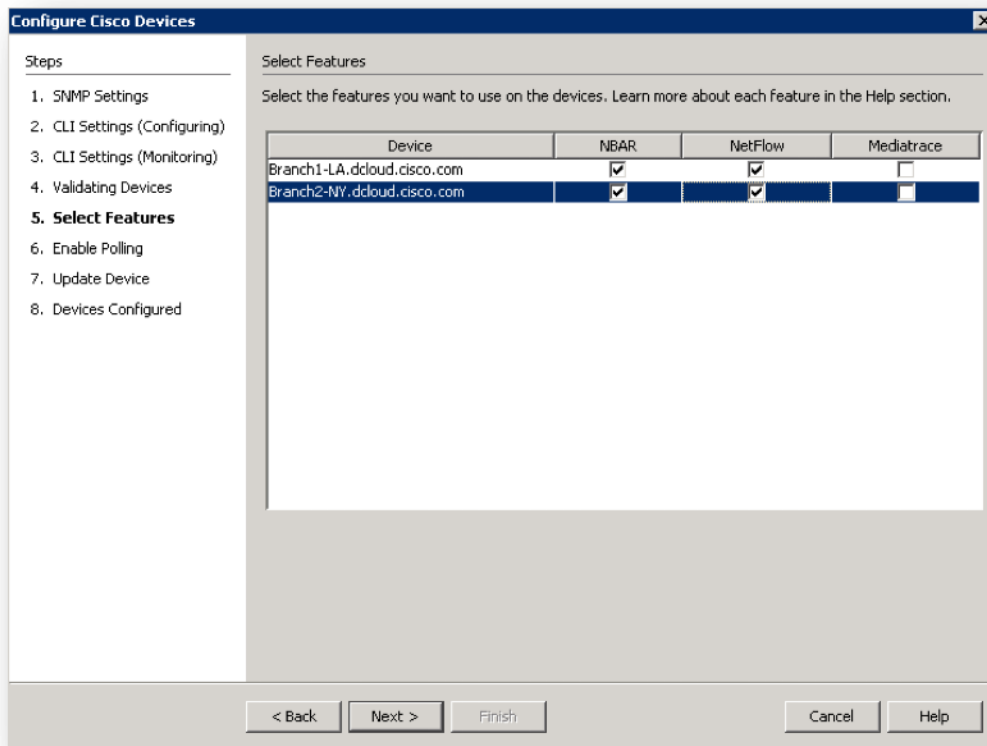 Configure Cisco Devices
Steps
1. SNMP Settings
2. CLI Settings (Configuring)
3. CLI Settings (Monitoring)
4. Validating Devices
5. Select Features
6. Enable Polling
7. Update Device
8. Devices Configured
Select Features
Select the features you want to use on the devices. Learn more about each feature in the Help section.
Device NBAR NetFlow Mediatrace
Branch1-LA.dcloud.cisco.com
Branch2-NY.dcloud.cisco.com
< Back Next > Finish Cancel Help